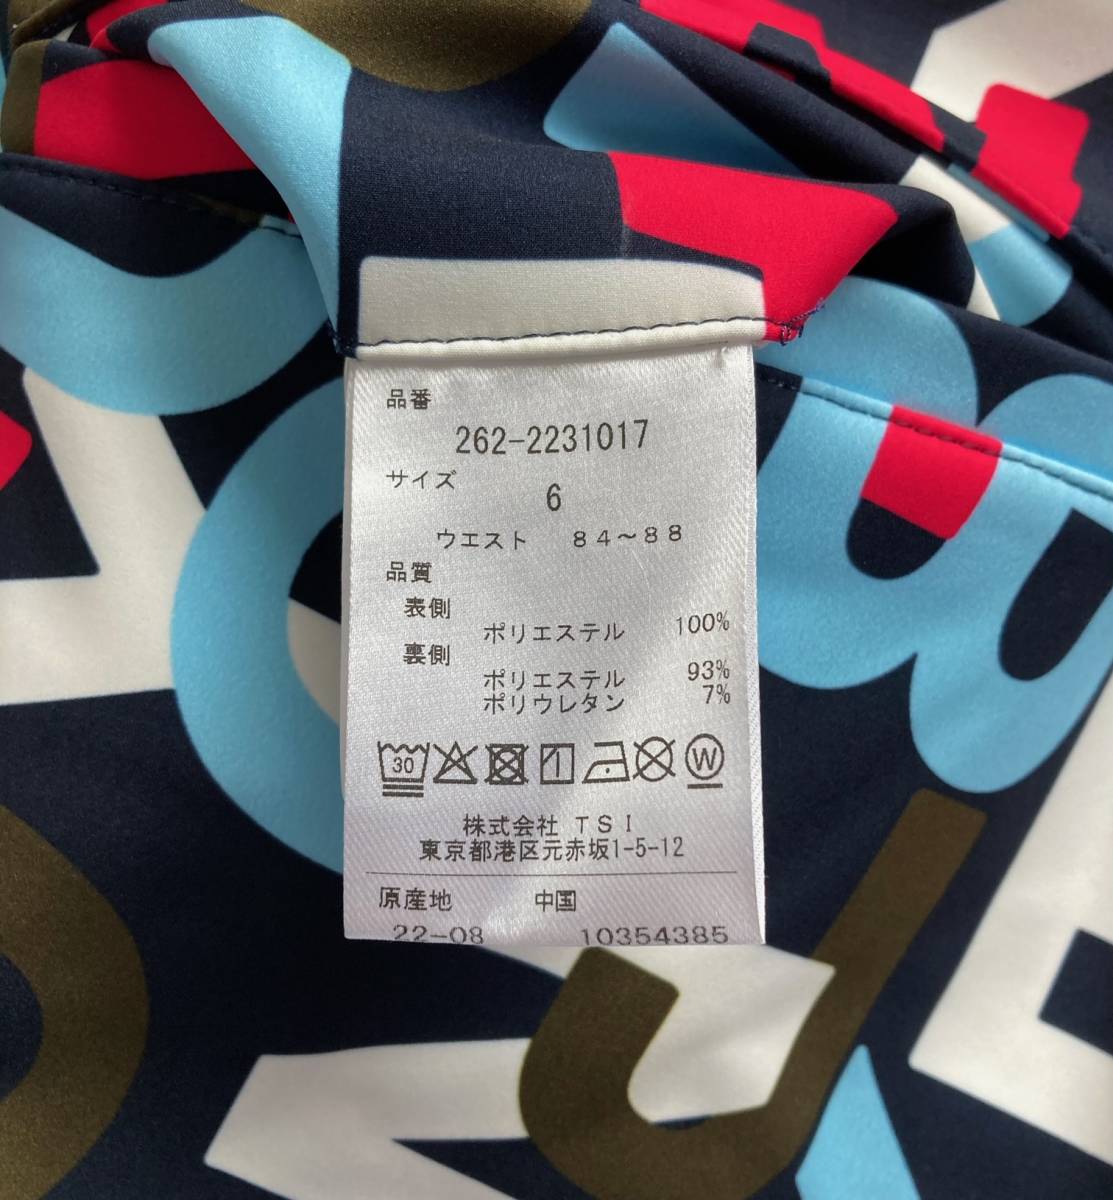 品番
262-2231017
サイズ
6
ウエスト 84~88
品質
表側
ポリエステル 100%
裏側
ポリエステル 93%
ポリウレタン 7%
30 W
株式会社 TSI
東京都港区元赤坂1-5-12
原産地 中国
22-08 10354385